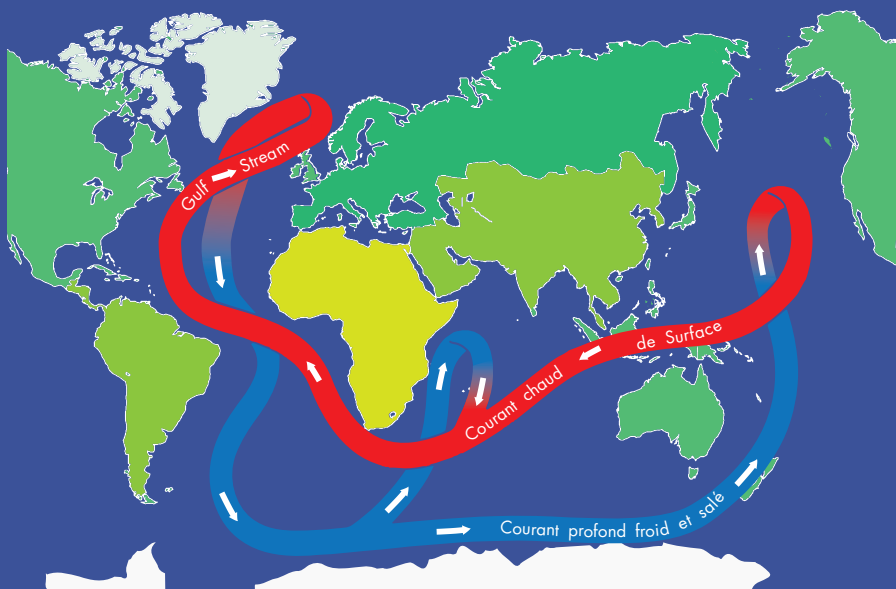 Gulf Stream
de Surface
Courant chaud
Courant profond froid et salé